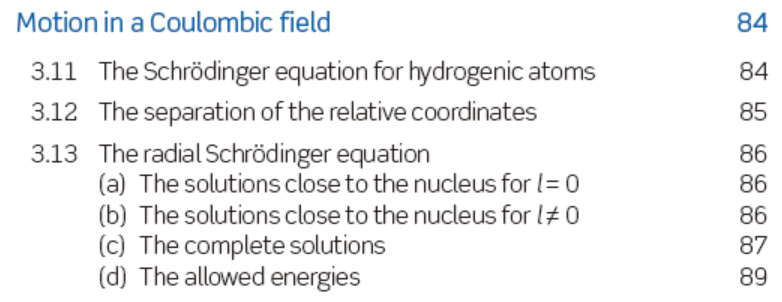 Motion in a Coulombic field 84
3.11 The Schrödinger equation for hydrogenic atoms 84
3.12 The separation of the relative coordinates 85
3.13 The radial Schrödinger equation 86
(a) The solutions close to the nucleus for l = 0 86
(b) The solutions close to the nucleus for l ≠ 0 86
(c) The complete solutions 87
(d) The allowed energies 89